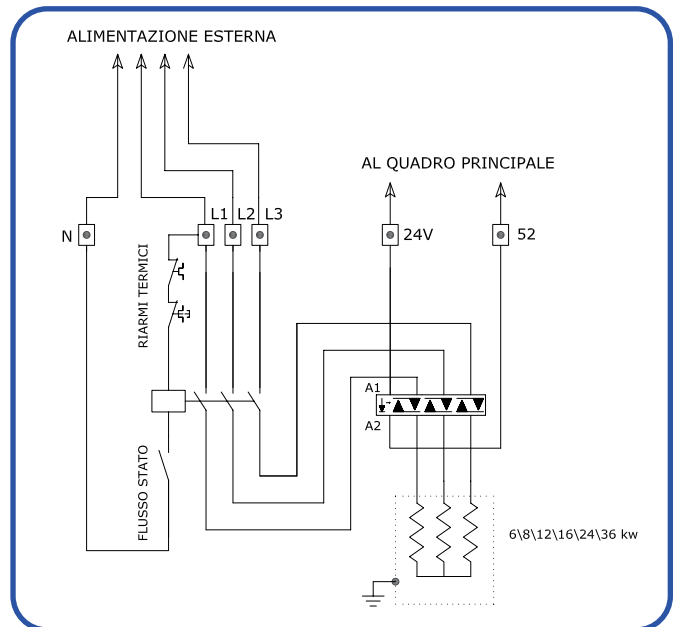 ALIMENTAZIONE ESTERNA
AL QUADRO PRINCIPALE
N
L1
L2
L3
24V
52
RIARMI TERMICI
A1
A2
FLUSSO STATO
6\8\12\16\24\36 kw